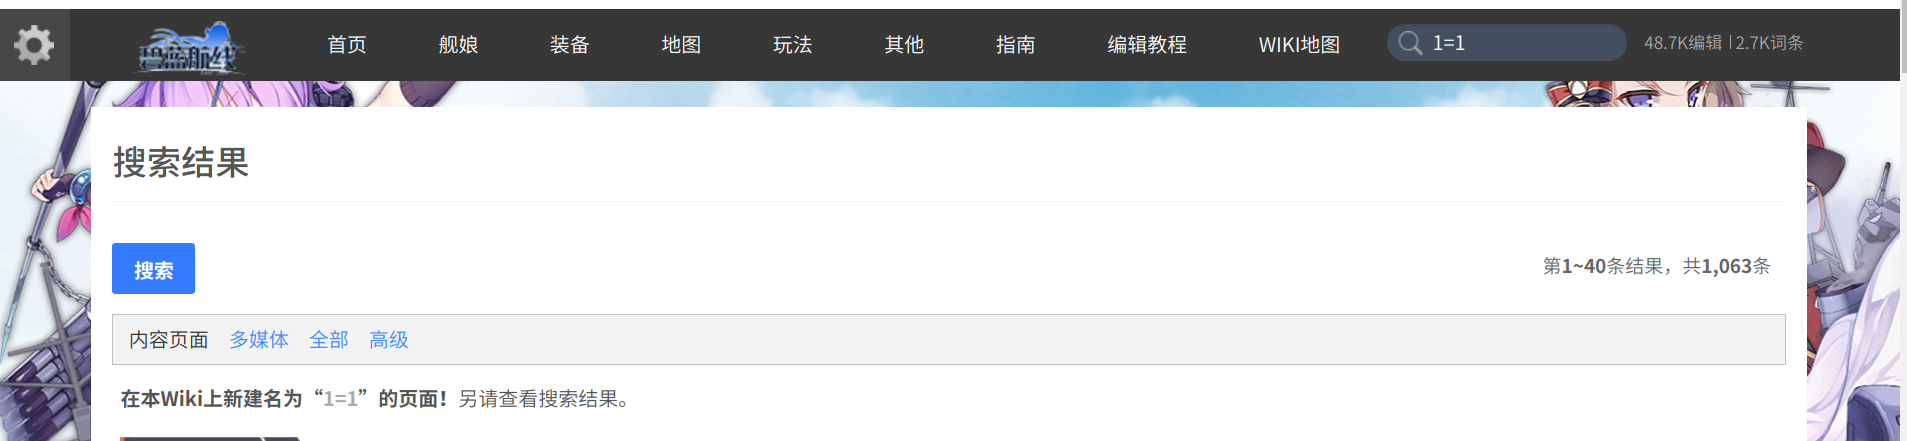 碧蓝航线
首页 舰娘 装备 地图 玩法 其他 指南 编辑教程 WIKI地图 1=1 48.7K编辑 | 2.7K词条
搜索结果
搜索
第1~40条结果，共1,063条
内容页面 多媒体 全部 高级
在本Wiki上新建名为“1=1”的页面！另请查看搜索结果。